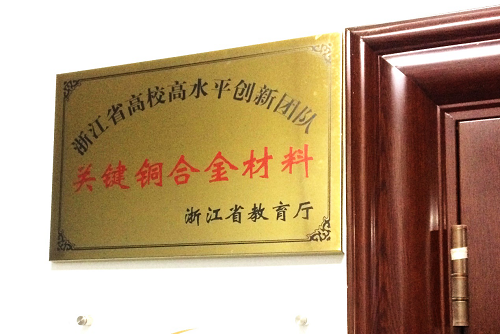 浙江省高校高水平创新团队
关键铜合金材料
浙江省教育厅